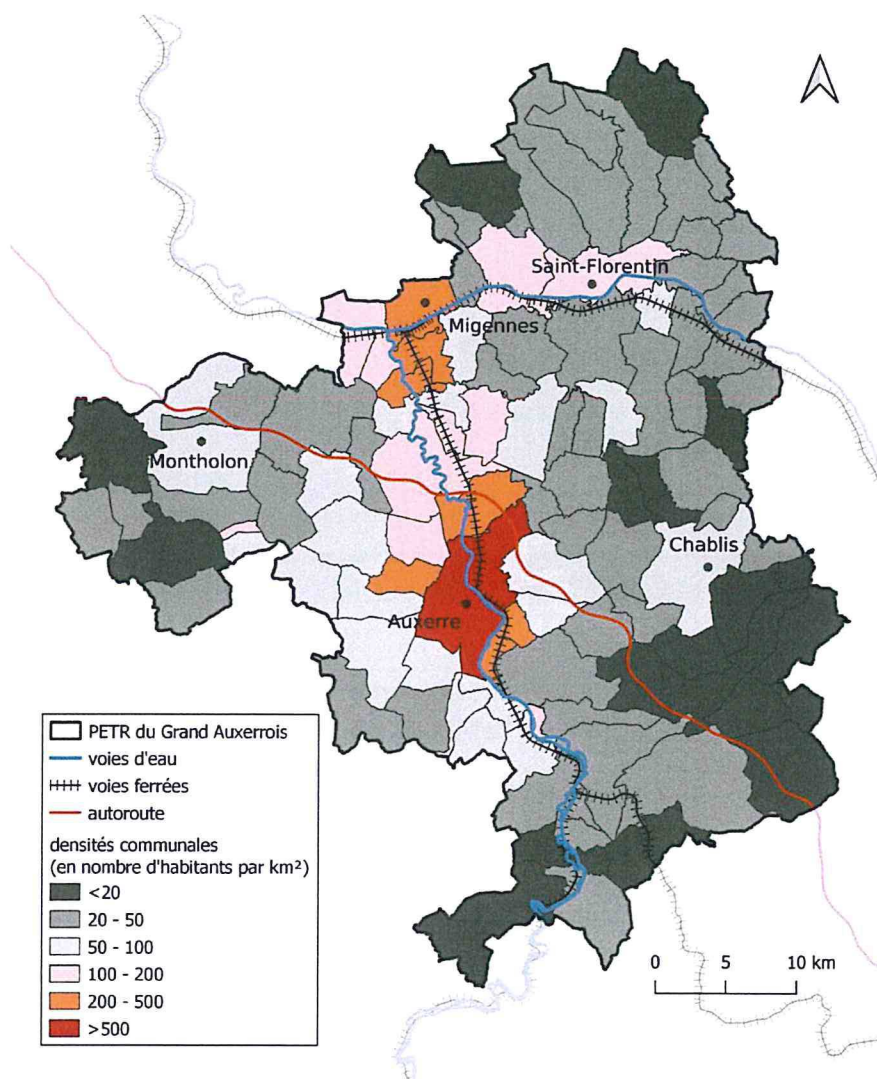 Saint-Florentin
Migennes
Montholon
Chablis
Auxerre
PETR du Grand Auxerrois
voies d'eau
voies ferrées
autoroute
densités communales
(en nombre d'habitants par km²)
<20
20 - 50
50 - 100
100 - 200
200 - 500
>500
0 5 10 km